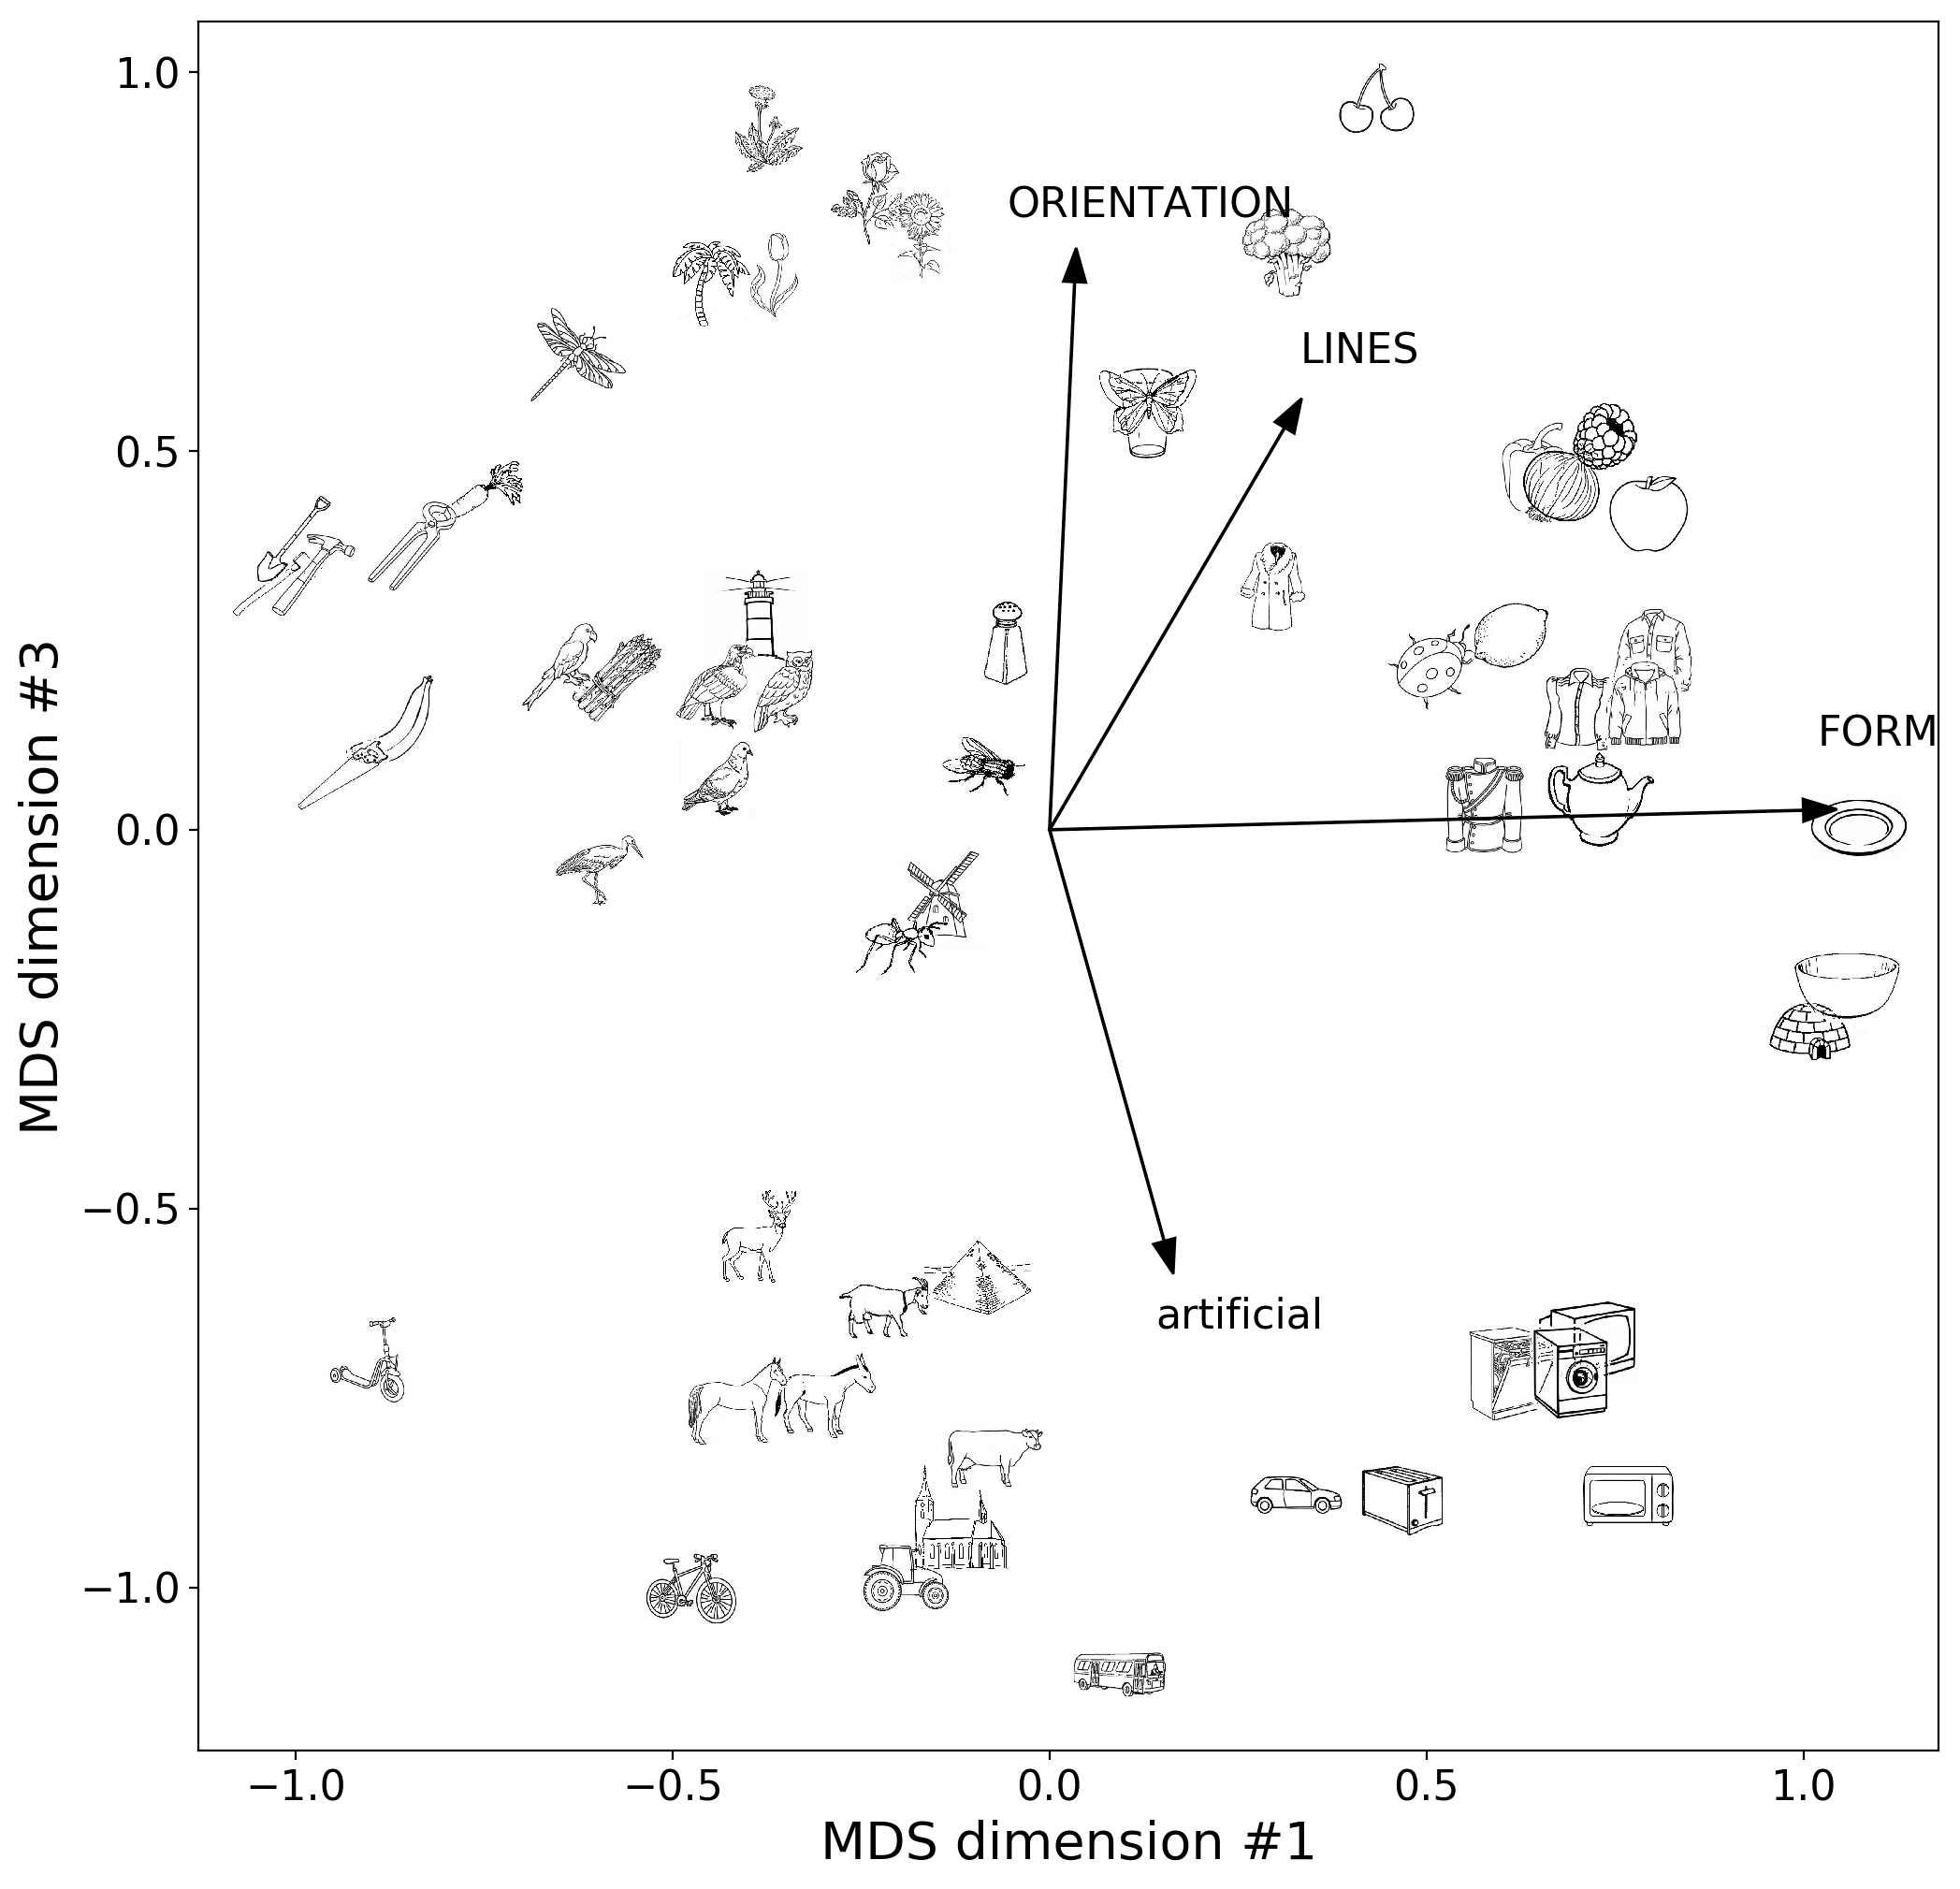 1.0
ORIENTATION
LINES
0.5
FORM
0.0
MDS dimension #3
−0.5
artificial
−1.0
−1.0 −0.5 0.0 0.5 1.0
MDS dimension #1